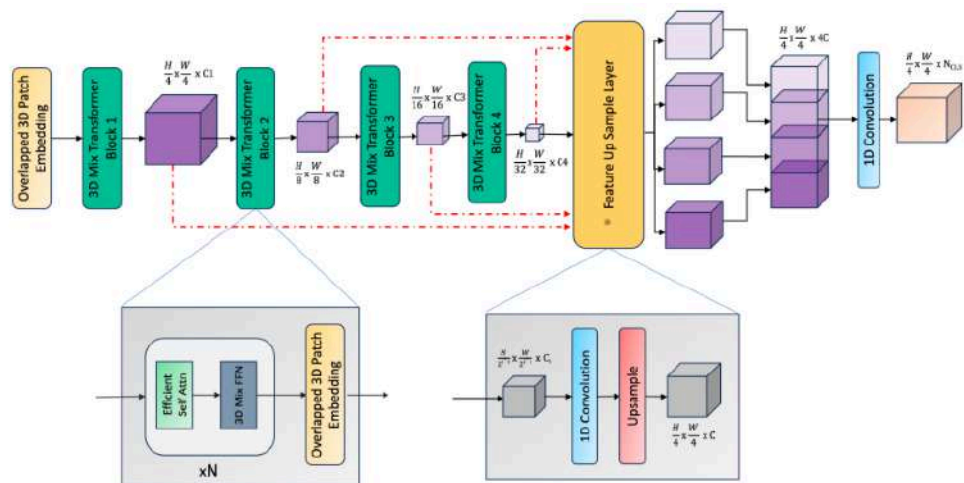 Overlapped 3D Patch
Embedding
3D Mix Transformer
Block 1
H/4 x W/4 x C1
3D Mix Transformer
Block 2
H/8 x W/8 x C2
3D Mix Transformer
Block 3
H/16 x W/16 x C3
3D Mix Transformer
Block 4
H/32 x W/32 x C4
Feature Up Sample Layer
H/4 x W/4 x 4C
1D Convolution
x W/4 x N
Efficient
Self Attn
3D Mix FFN
xN
Overlapped 3D Patch
Embedding
1D Convolution
Upsample
H/4 x W/4 x C